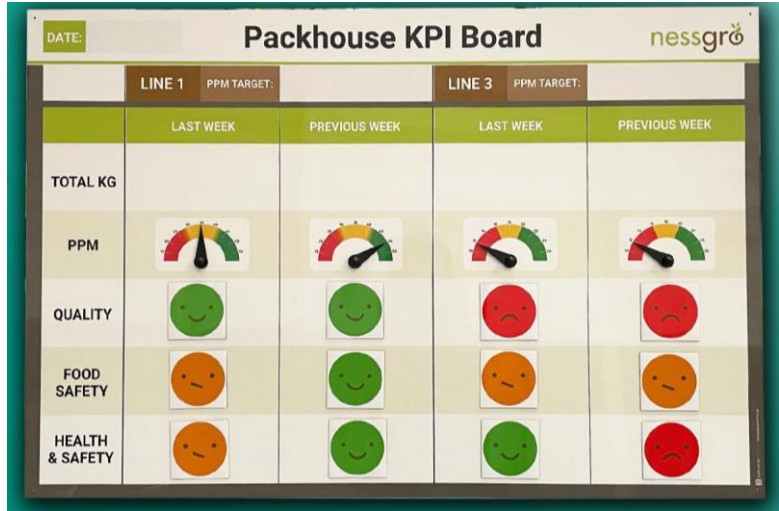 DATE:
Packhouse KPI Board
nessgro
LINE 1 PPM TARGET:
LINE 3 PPM TARGET:
LAST WEEK PREVIOUS WEEK LAST WEEK PREVIOUS WEEK
TOTAL KG
PPM
QUALITY
FOOD
SAFETY
HEALTH
& SAFETY